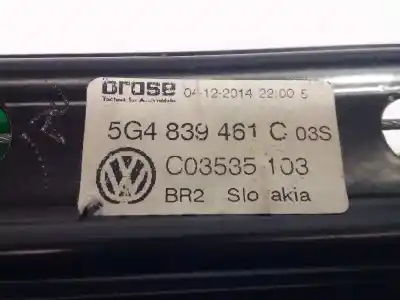 brose 04-12-2014 22:00 5
Technik für Automobile
5G4 839 461 C 03S
C03535 103
BR2 Slovakia